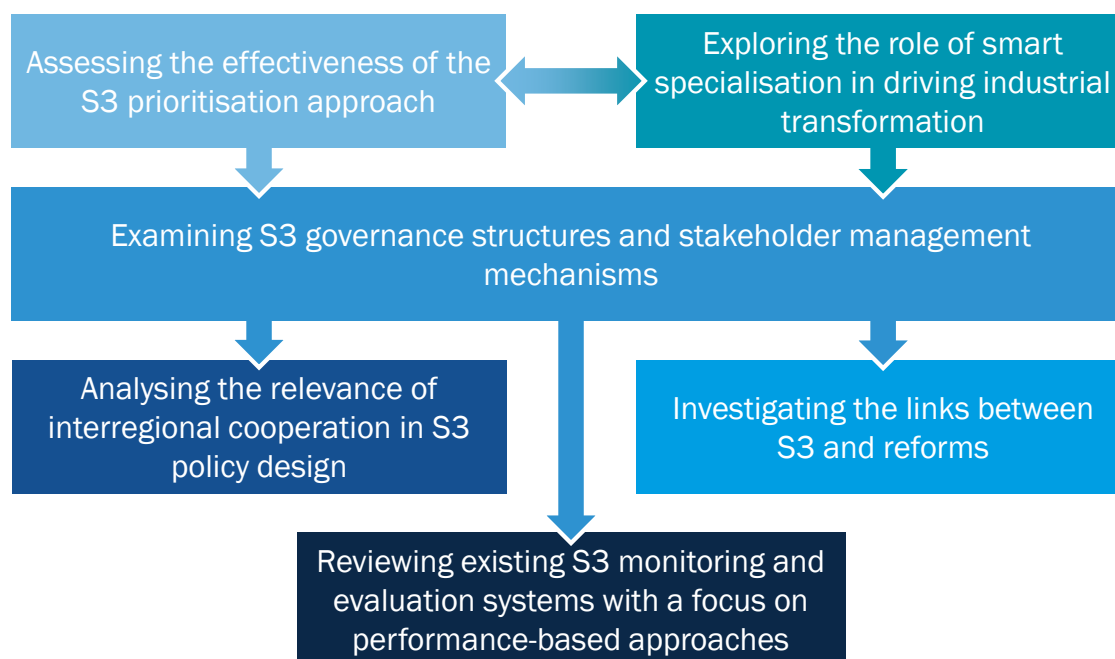 Assessing the effectiveness of the
S3 prioritisation approach
Exploring the role of smart
specialisation in driving industrial
transformation
Examining S3 governance structures and stakeholder management
mechanisms
Analysing the relevance of
interregional cooperation in S3
policy design
Investigating the links between
S3 and reforms
Reviewing existing S3 monitoring and
evaluation systems with a focus on
performance-based approaches